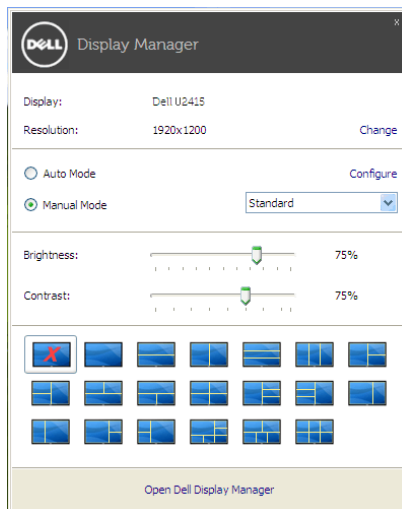 x
DELL Display Manager
Display: Dell U2415
Resolution: 1920x1200 Change
Auto Mode Configure
Manual Mode Standard
Brightness: 75%
Contrast: 75%
Open Dell Display Manager